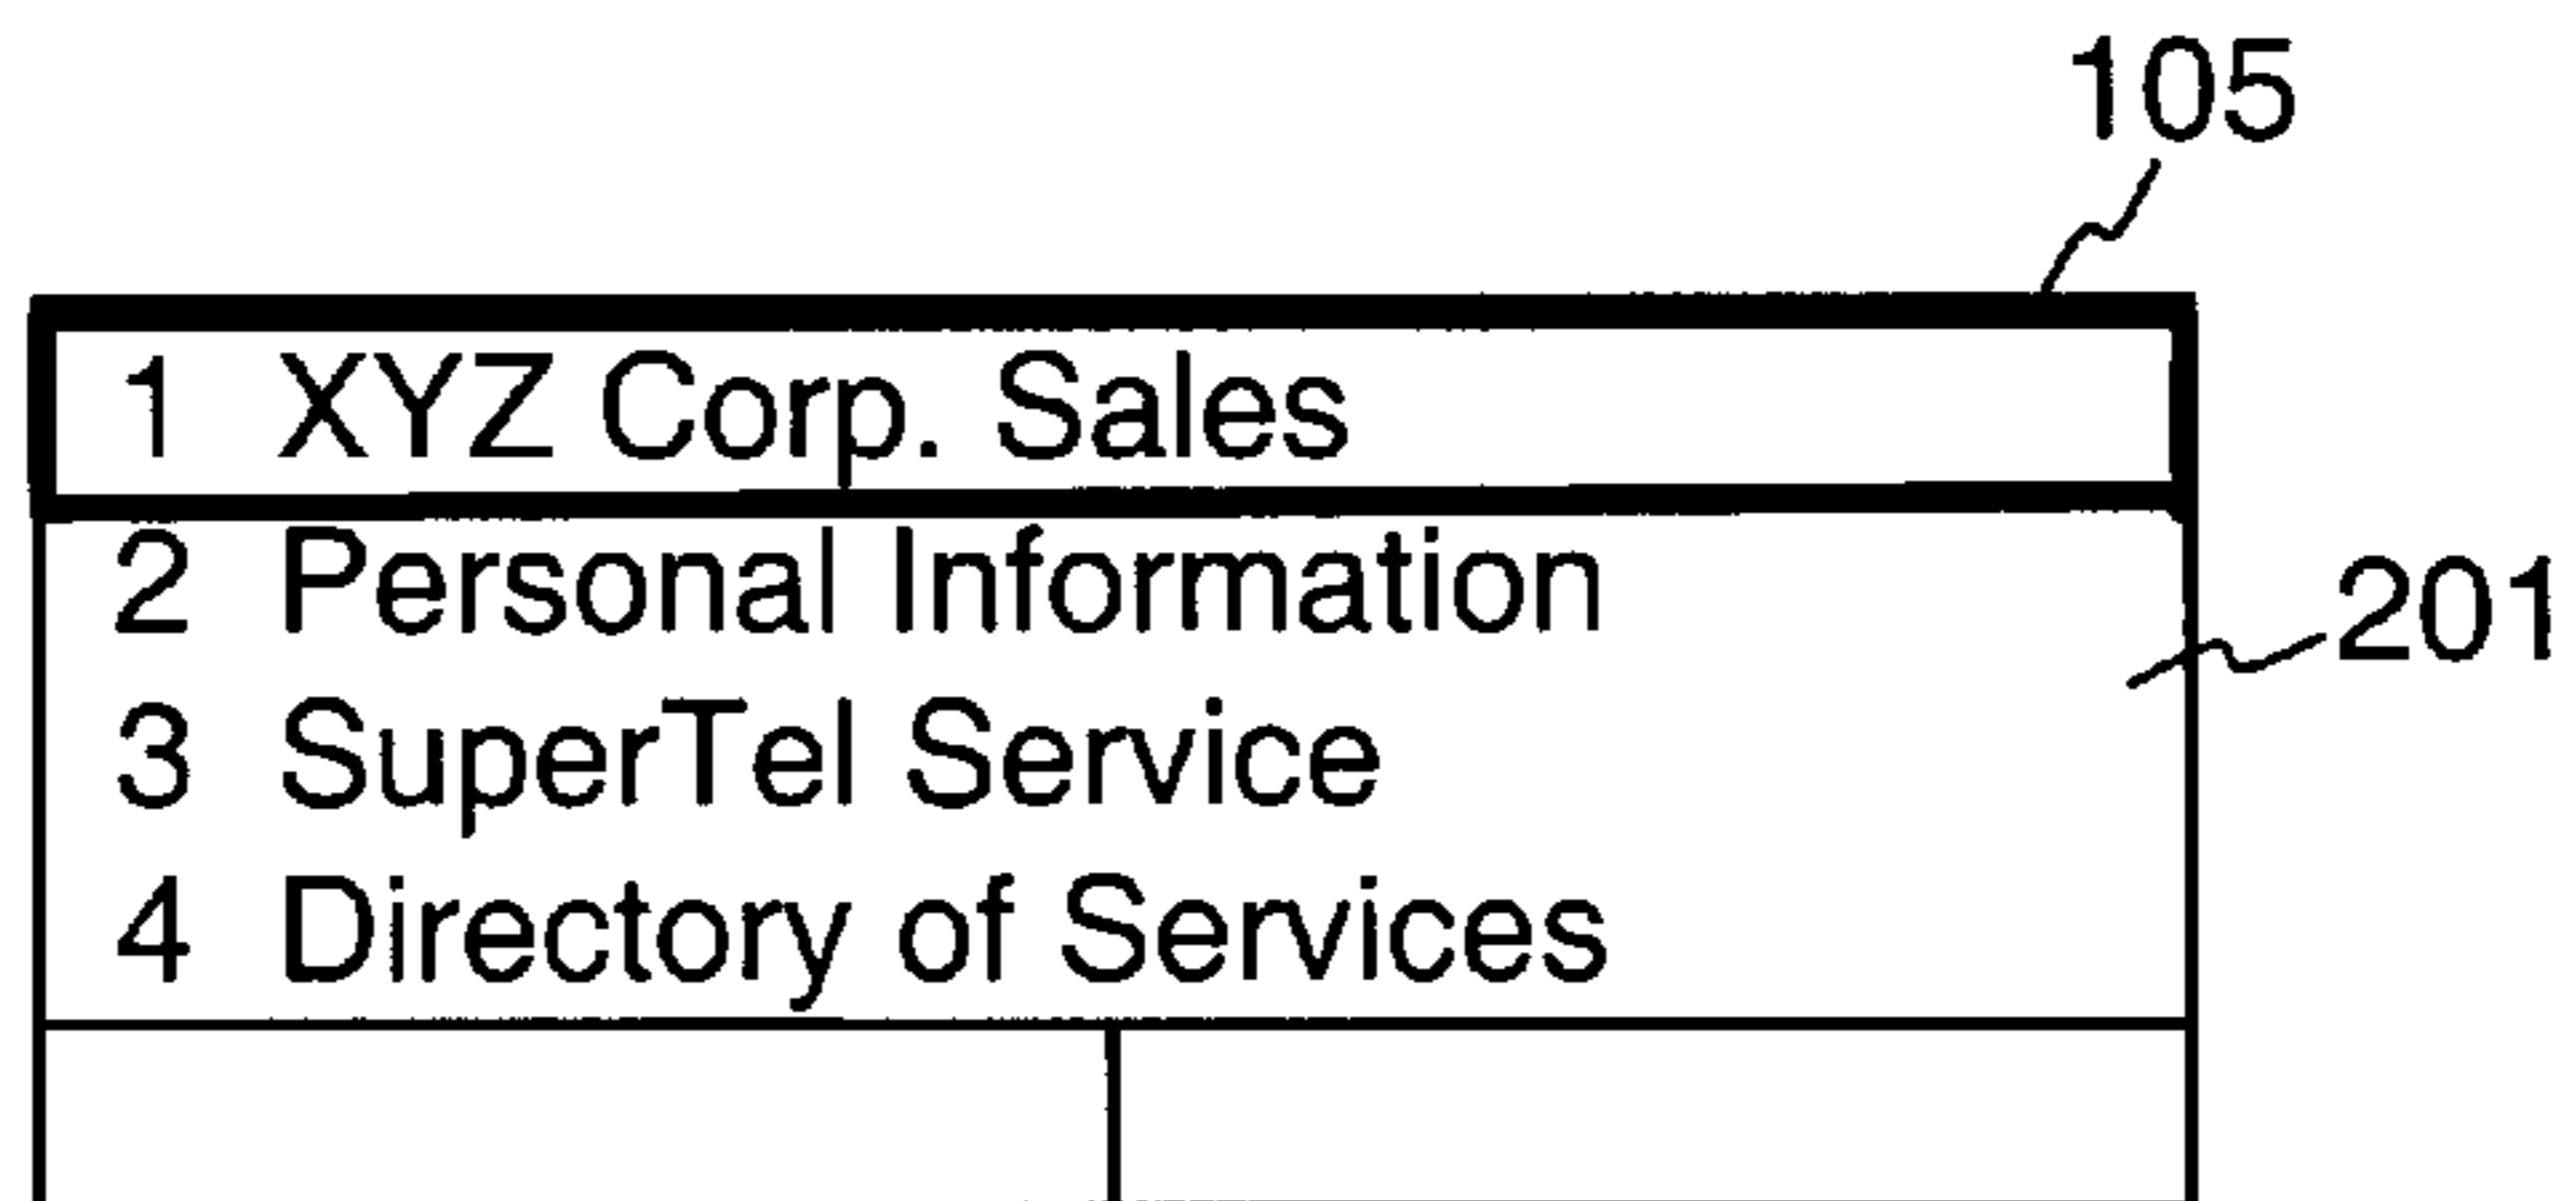 105
1 XYZ Corp. Sales
2 Personal Information
201
3 SuperTel Service
4 Directory of Services